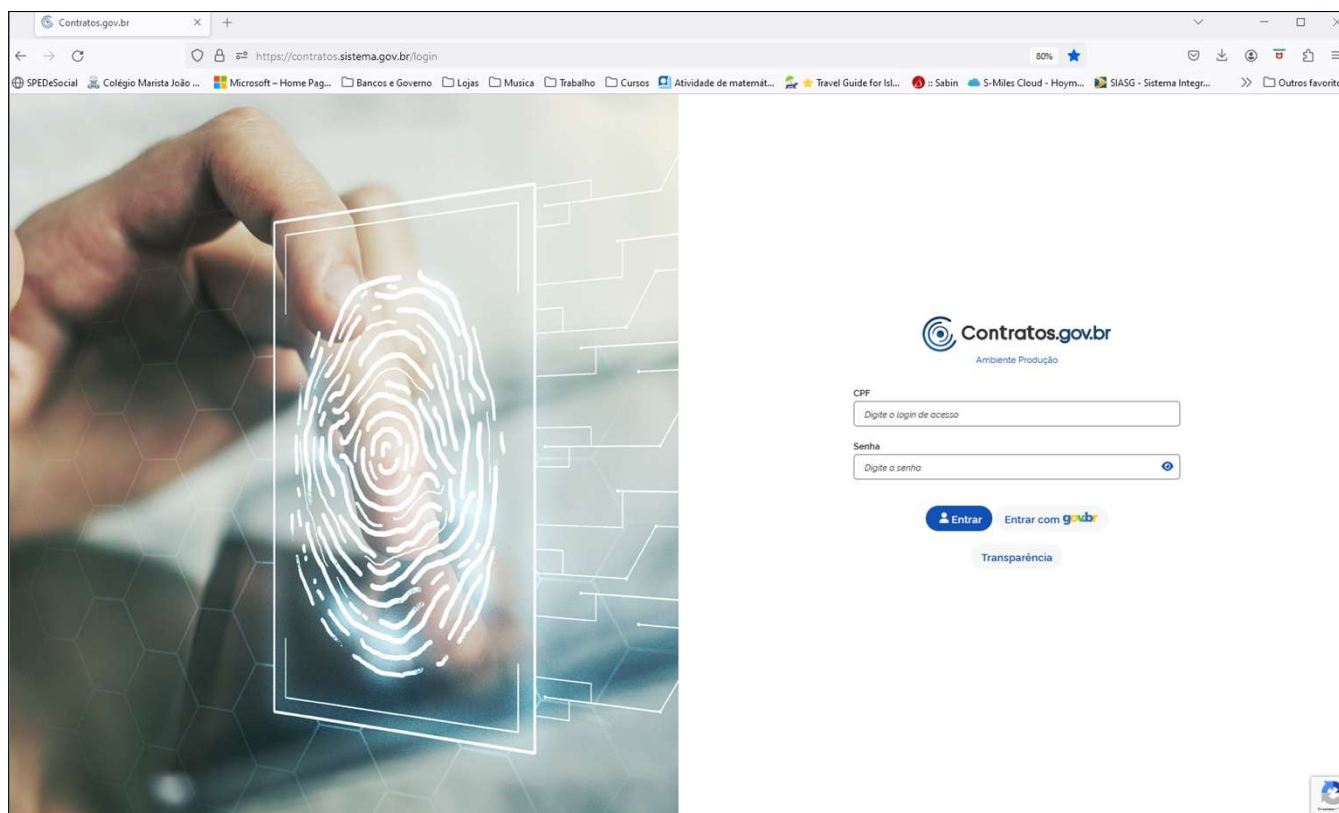 Contratos.gov.br
https://contratos.sistema.gov.br/login
80%
SPEDeSocial Colégio Marista João ... Microsoft – Home Pag... Bancos e Governo Lojas Musica Trabalho Cursos Atividade de matemát... Travel Guide for Isl... :: Sabin S-Miles Cloud - Hoym... SIASG - Sistema Integr... Outros favorito
Contratos.gov.br
Ambiente Produção
CPF
Digite o login de acesso
Senha
Digite a senha
Entrar Entrar com gov.br
Transparência